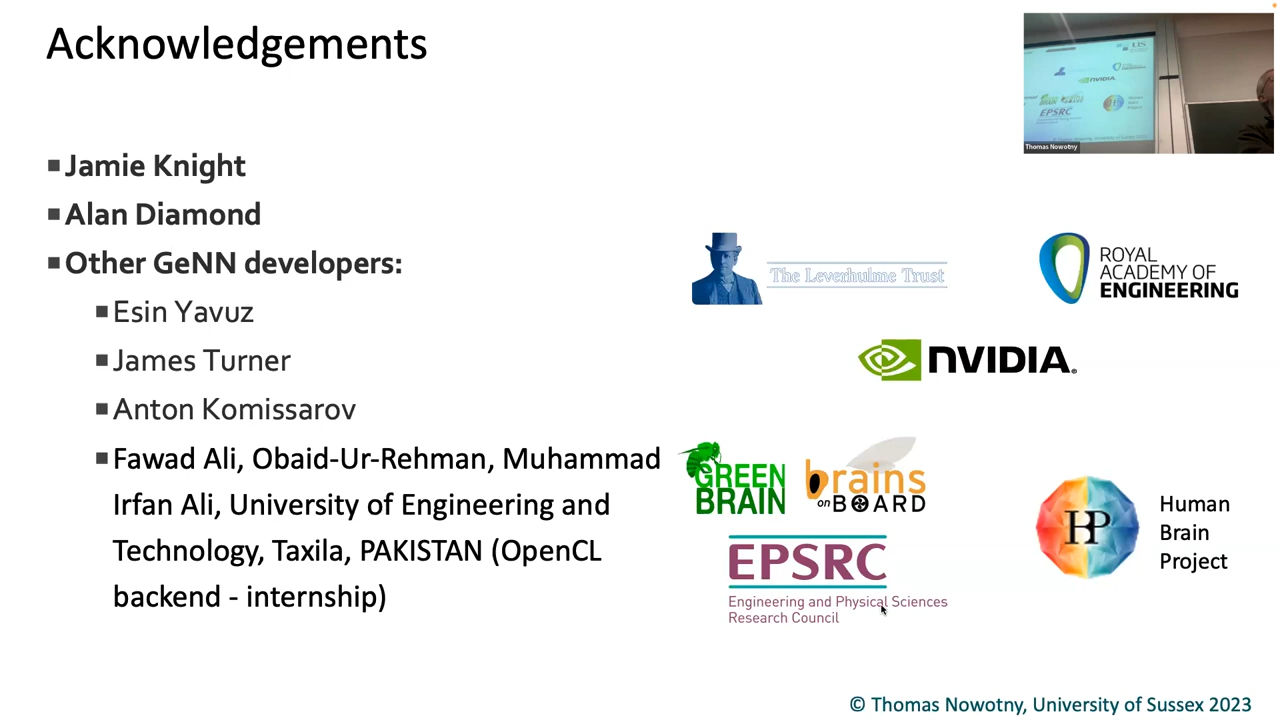 Acknowledgements
Jamie Knight
Alan Diamond
Other GeNN developers:
Esin Yavuz
James Turner
Anton Komissarov
Fawad Ali, Obaid-Ur-Rehman, Muhammad
Irfan Ali, University of Engineering and
Technology, Taxila, PAKISTAN (OpenCL
backend - internship)
Thomas Nowotny
The Leverhulme Trust
ROYAL
ACADEMY OF
ENGINEERING
NVIDIA.
GREEN
BRAIN
brains
on BOARD
EPSRC
Engineering and Physical Sciences
Research Council
HBP
Human
Brain
Project
© Thomas Nowotny, University of Sussex 2023